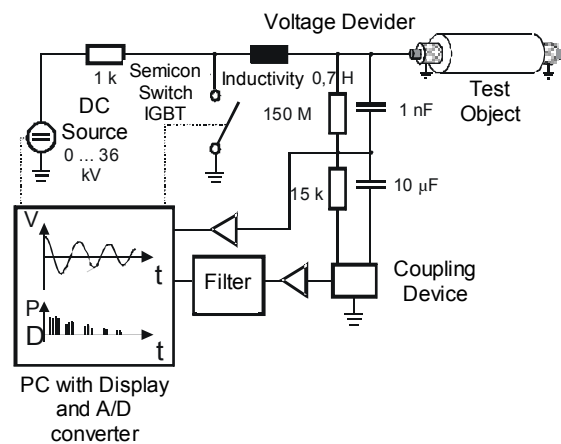 Voltage Devider
1 k
Semicon
Switch
IGBT
Inductivity
0,7 H
DC
Source
0 ... 36
kV
150 M
1 nF
Test
Object
15 k
10 μF
V
t
P
D
t
Filter
Coupling
Device
PC with Display
and A/D
converter